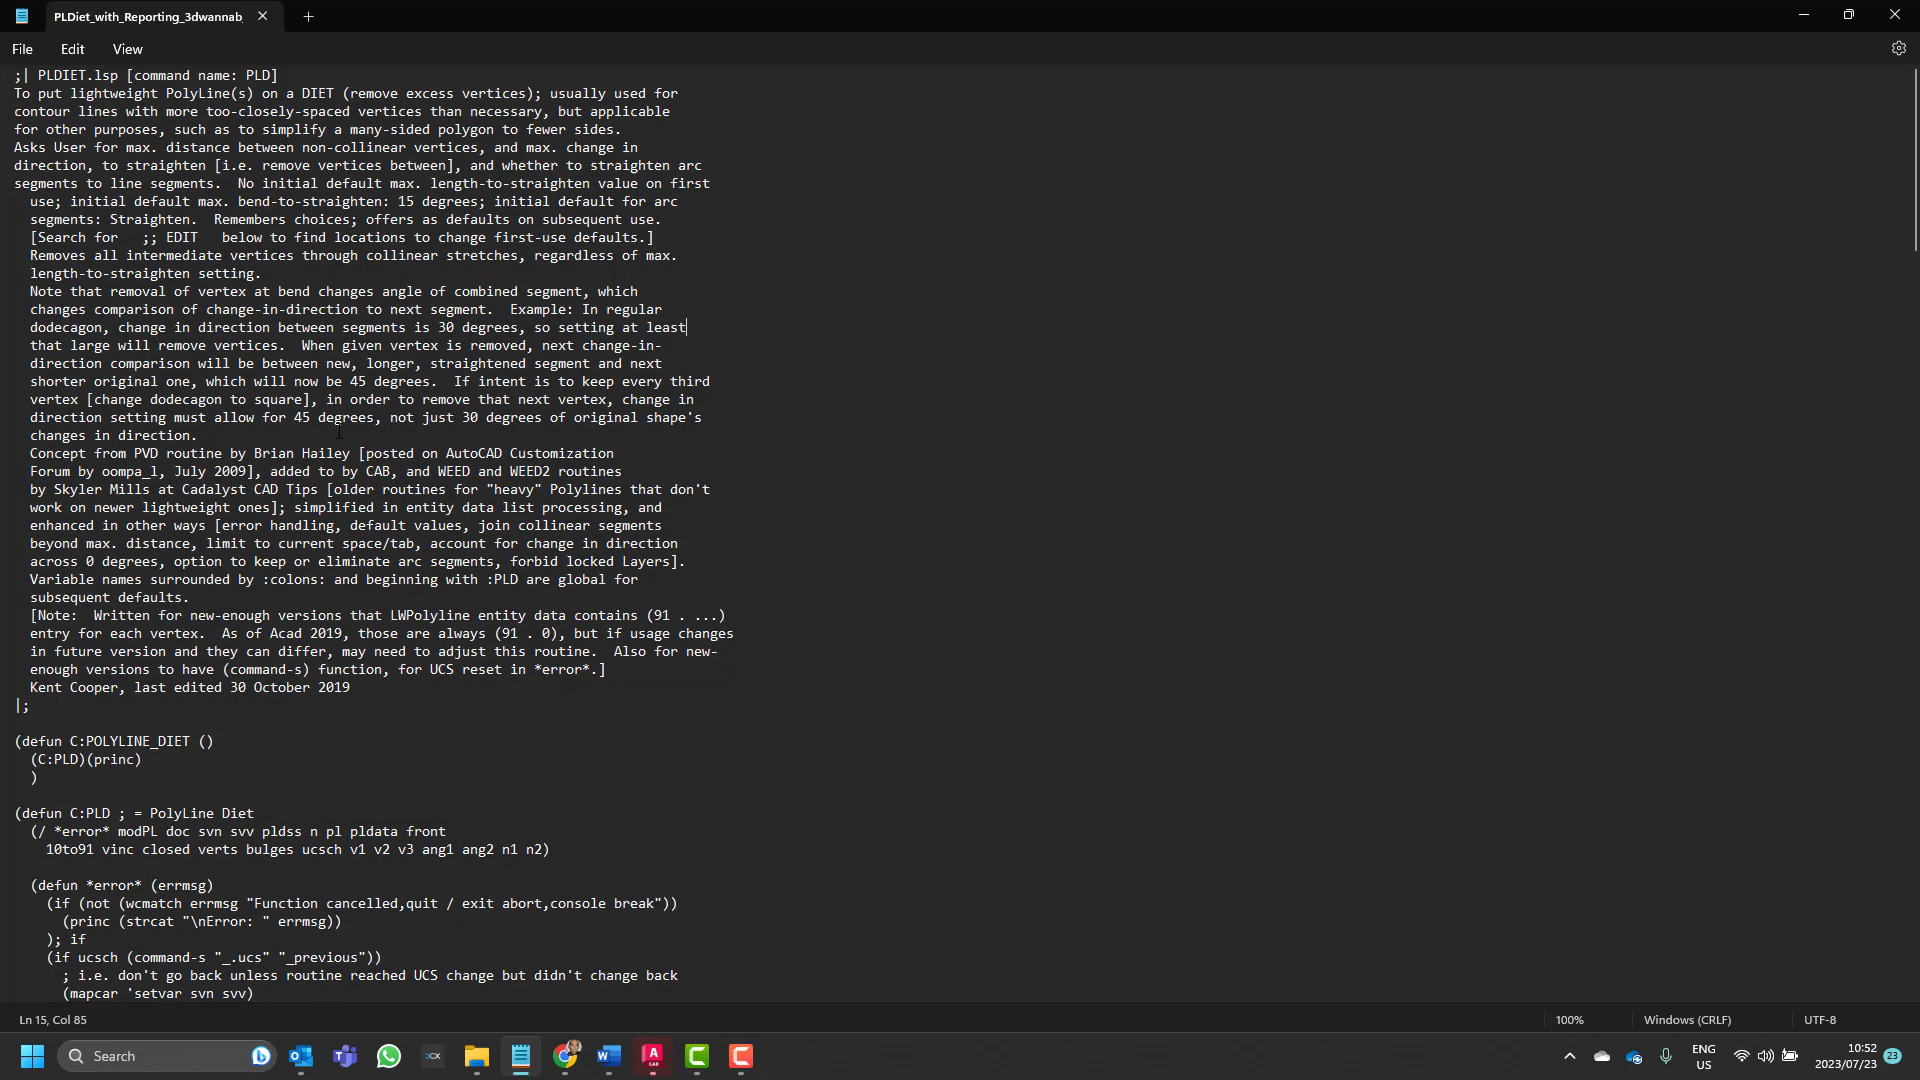 PLDiet_with_Reporting_3dwannab
File Edit View
;| PLDIET.lsp [command name: PLD]
To put lightweight PolyLine(s) on a DIET (remove excess vertices); usually used for
contour lines with more too-closely-spaced vertices than necessary, but applicable
for other purposes, such as to simplify a many-sided polygon to fewer sides.
Asks User for max. distance between non-collinear vertices, and max. change in
direction, to straighten [i.e. remove vertices between], and whether to straighten arc
segments to line segments.  No initial default max. length-to-straighten value on first
use; initial default max. bend-to-straighten: 15 degrees; initial default for arc
segments: Straighten.  Remembers choices; offers as defaults on subsequent use.
[Search for   ;; EDIT   below to find locations to change first-use defaults.]
Removes all intermediate vertices through collinear stretches, regardless of max.
length-to-straighten setting.
Note that removal of vertex at bend changes angle of combined segment, which
changes comparison of change-in-direction to next segment.  Example: In regular
dodecagon, change in direction between segments is 30 degrees, so setting at least
that large will remove vertices.  When given vertex is removed, next change-in-
direction comparison will be between new, longer, straightened segment and next
shorter original one, which will now be 45 degrees.  If intent is to keep every third
vertex [change dodecagon to square], in order to remove that next vertex, change in
direction setting must allow for 45 degrees, not just 30 degrees of original shape's
changes in direction.
Concept from PVD routine by Brian Hailey [posted on AutoCAD Customization
Forum by oompa_l, July 2009], added to by CAB, and WEED and WEED2 routines
by Skyler Mills at Cadalyst CAD Tips [older routines for "heavy" Polylines that don't
work on newer lightweight ones]; simplified in entity data list processing, and
enhanced in other ways [error handling, default values, join collinear segments
beyond max. distance, limit to current space/tab, account for change in direction
across 0 degrees, option to keep or eliminate arc segments, forbid locked Layers].
Variable names surrounded by :colons: and beginning with :PLD are global for
subsequent defaults.
[Note:  Written for new-enough versions that LWPolyline entity data contains (91 . ...)
entry for each vertex.  As of Acad 2019, those are always (91 . 0), but if usage changes
in future version and they can differ, may need to adjust this routine.  Also for new-
enough versions to have (command-s) function, for UCS reset in *error*.]
Kent Cooper, last edited 30 October 2019
|;
(defun C:POLYLINE_DIET ()
(C:PLD)(princ)
)
(defun C:PLD ; = PolyLine Diet
(/ *error* modPL doc svn svv pldss n pl pldata front
10to91 vinc closed verts bulges ucsch v1 v2 v3 ang1 ang2 n1 n2)
(defun *error* (errmsg)
(if (not (wcmatch errmsg "Function cancelled,quit / exit abort,console break"))
(princ (strcat "\nError: " errmsg))
); if
(if ucsch (command-s "_.ucs" "_previous"))
; i.e. don't go back unless routine reached UCS change but didn't change back
(mapcar 'setvar svn svv)
Ln 15, Col 85 100% Windows (CRLF) UTF-8
Search 3CX A CAD ENG 10:52 23
US 2023/07/23